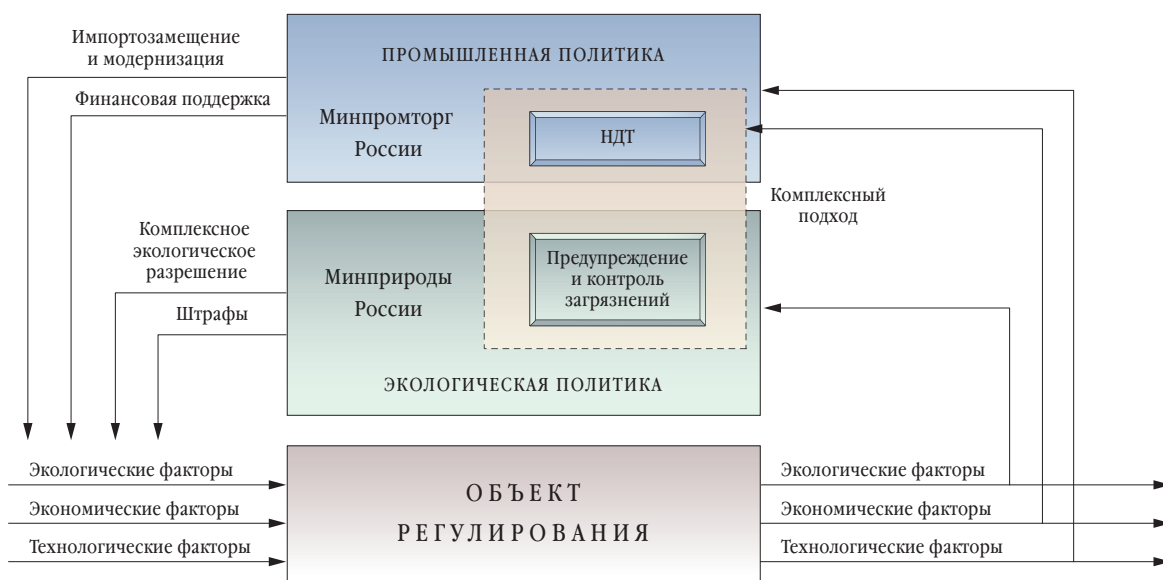 Импортозамещение
и модернизация
Финансовая поддержка
ПРОМЫШЛЕННАЯ ПОЛИТИКА
Минпромторг
России
НДТ
Комплексный
подход
Комплексное
экологическое
разрешение
Штрафы
Минприроды
России
Предупреждение
и контроль
загрязнений
ЭКОЛОГИЧЕСКАЯ ПОЛИТИКА
Экологические факторы
Экономические факторы
Технологические факторы
ОБЪЕКТ
РЕГУЛИРОВАНИЯ
Экологические факторы
Экономические факторы
Технологические факторы